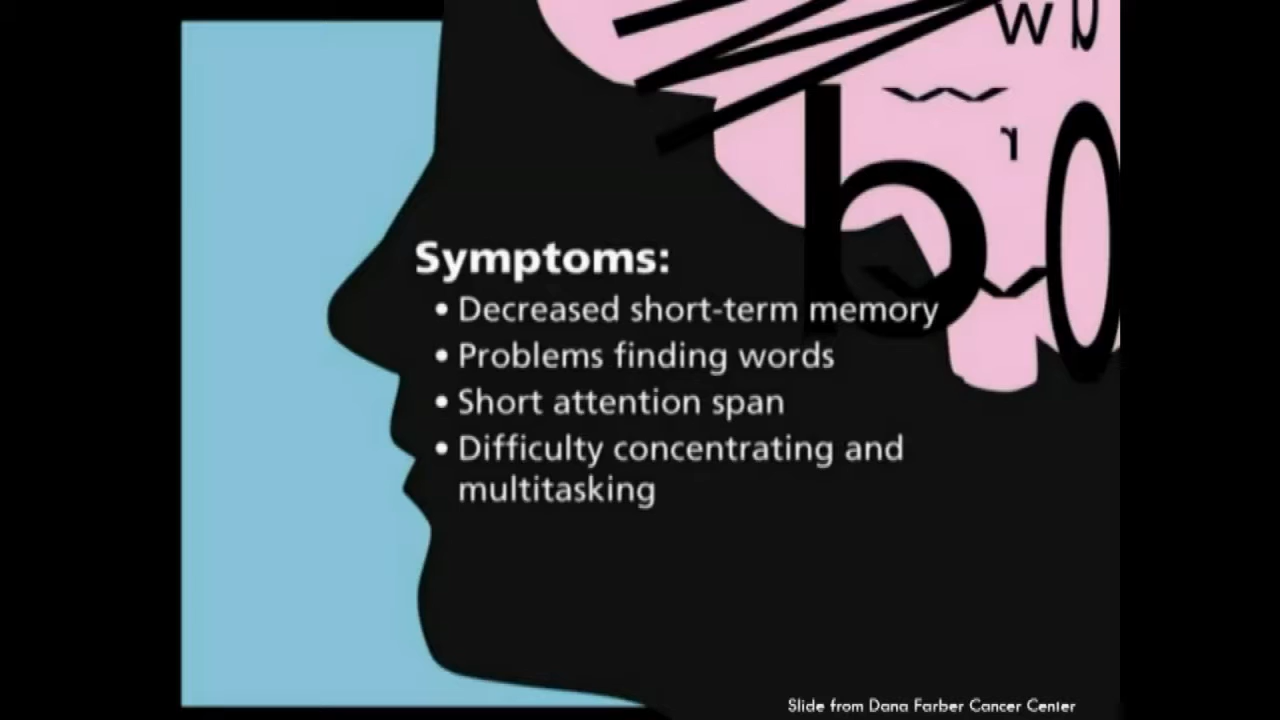 w b
r
b o
Symptoms:
• Decreased short-term memory
• Problems finding words
• Short attention span
• Difficulty concentrating and
multitasking
Slide from Dana Farber Cancer Center